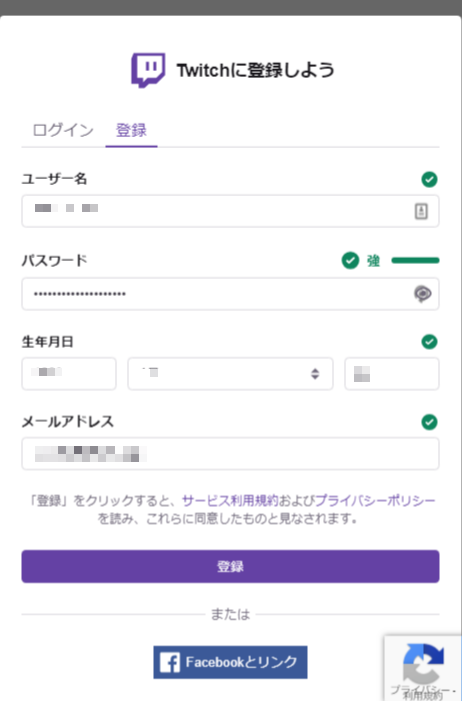 Twitchに登録しよう
ログイン 登録
ユーザー名
パスワード 強
••••••••••••••••••••
生年月日
メールアドレス
「登録」をクリックすると、サービス利用規約およびプライバシーポリシー
を読み、これらに同意したものと見なされます。
登録
または
Facebookとリンク
プライバシー -
利用規約